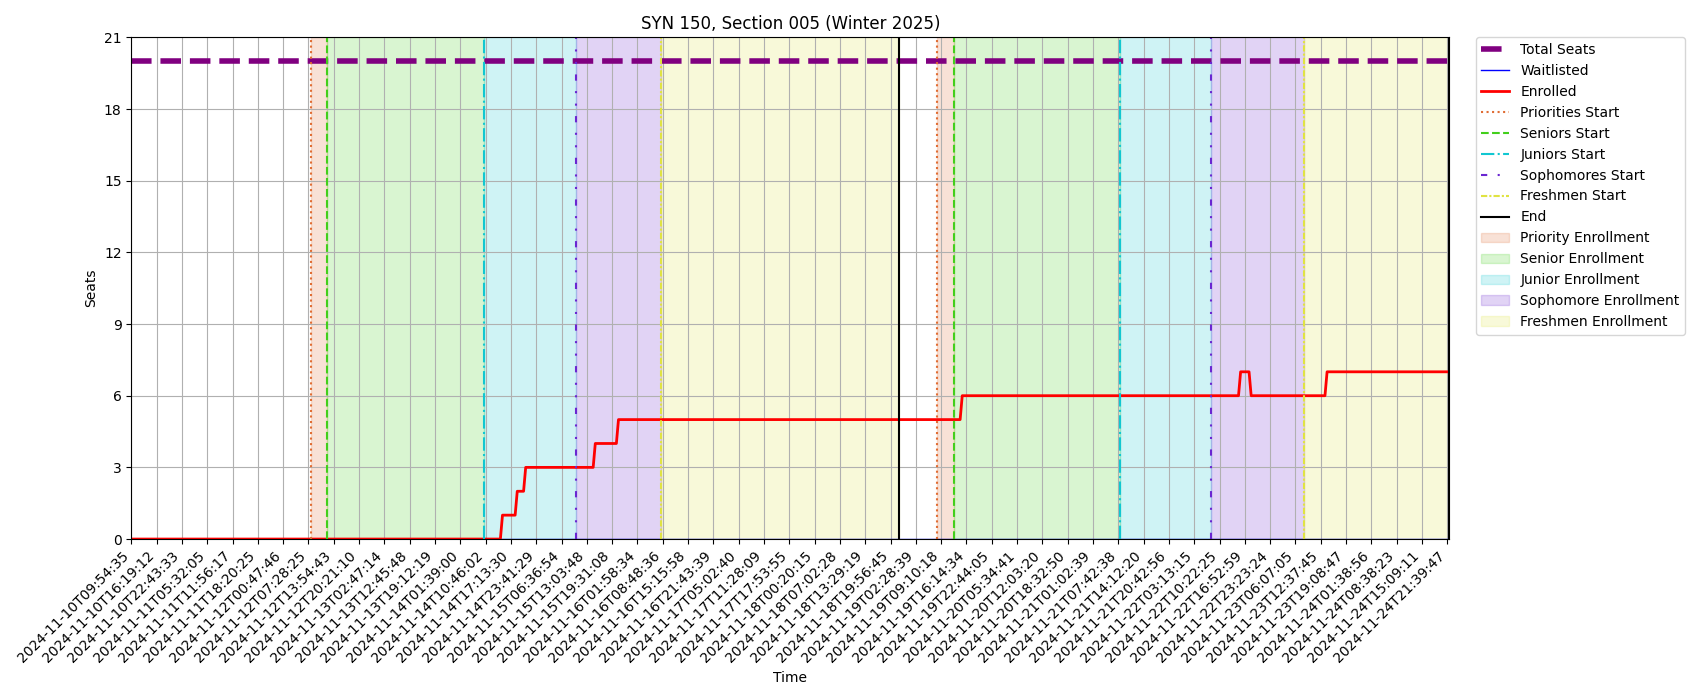 SYN 150, Section 005 (Winter 2025)
21
18
15
12
9
6
3
0
Seats
2024-11-10T09:54:35
2024-11-10T16:19:12
2024-11-10T22:43:33
2024-11-11T05:32:05
2024-11-11T11:56:17
2024-11-11T18:20:25
2024-11-12T00:47:46
2024-11-12T07:28:25
2024-11-12T13:54:43
2024-11-12T20:21:10
2024-11-13T02:47:14
2024-11-13T12:45:48
2024-11-13T19:12:19
2024-11-14T01:39:00
2024-11-14T10:46:02
2024-11-14T17:13:30
2024-11-14T23:41:29
2024-11-15T06:36:54
2024-11-15T13:03:48
2024-11-15T19:31:08
2024-11-16T01:58:34
2024-11-16T08:48:36
2024-11-16T15:15:58
2024-11-16T21:43:39
2024-11-17T05:02:40
2024-11-17T11:28:09
2024-11-17T17:53:55
2024-11-18T00:20:15
2024-11-18T07:02:28
2024-11-18T13:29:19
2024-11-18T19:56:45
2024-11-19T02:28:39
2024-11-19T09:10:18
2024-11-19T16:14:34
2024-11-19T22:44:05
2024-11-20T05:34:41
2024-11-20T12:03:20
2024-11-20T18:32:50
2024-11-21T01:02:39
2024-11-21T07:42:38
2024-11-21T14:12:20
2024-11-21T20:42:56
2024-11-22T03:13:15
2024-11-22T10:22:25
2024-11-22T16:52:59
2024-11-22T23:23:24
2024-11-23T06:07:05
2024-11-23T12:37:45
2024-11-23T19:08:47
2024-11-24T01:38:56
2024-11-24T08:38:23
2024-11-24T15:09:11
2024-11-24T21:39:47
Time
Total Seats
Waitlisted
Enrolled
Priorities Start
Seniors Start
Juniors Start
Sophomores Start
Freshmen Start
End
Priority Enrollment
Senior Enrollment
Junior Enrollment
Sophomore Enrollment
Freshmen Enrollment